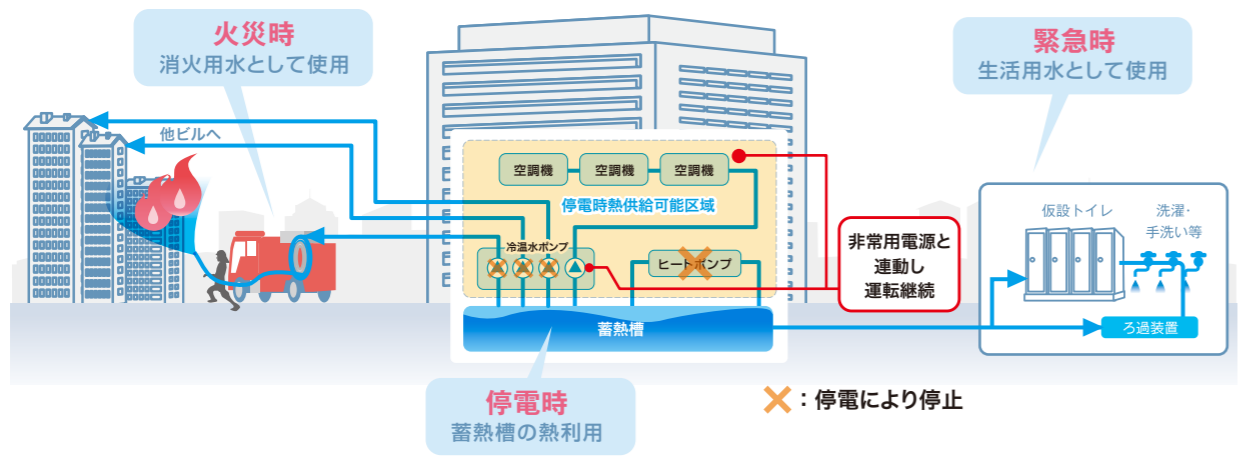 火災時
消火用水として使用
緊急時
生活用水として使用
他ビルへ
空調機
空調機
空調機
停電時熱供給可能区域
冷温水ポンプ
ヒートポンプ
非常用電源と
連動し
運転継続
仮設トイレ
洗濯・
手洗い等
ろ過装置
蓄熱槽
停電時
蓄熱槽の熱利用
：停電により停止